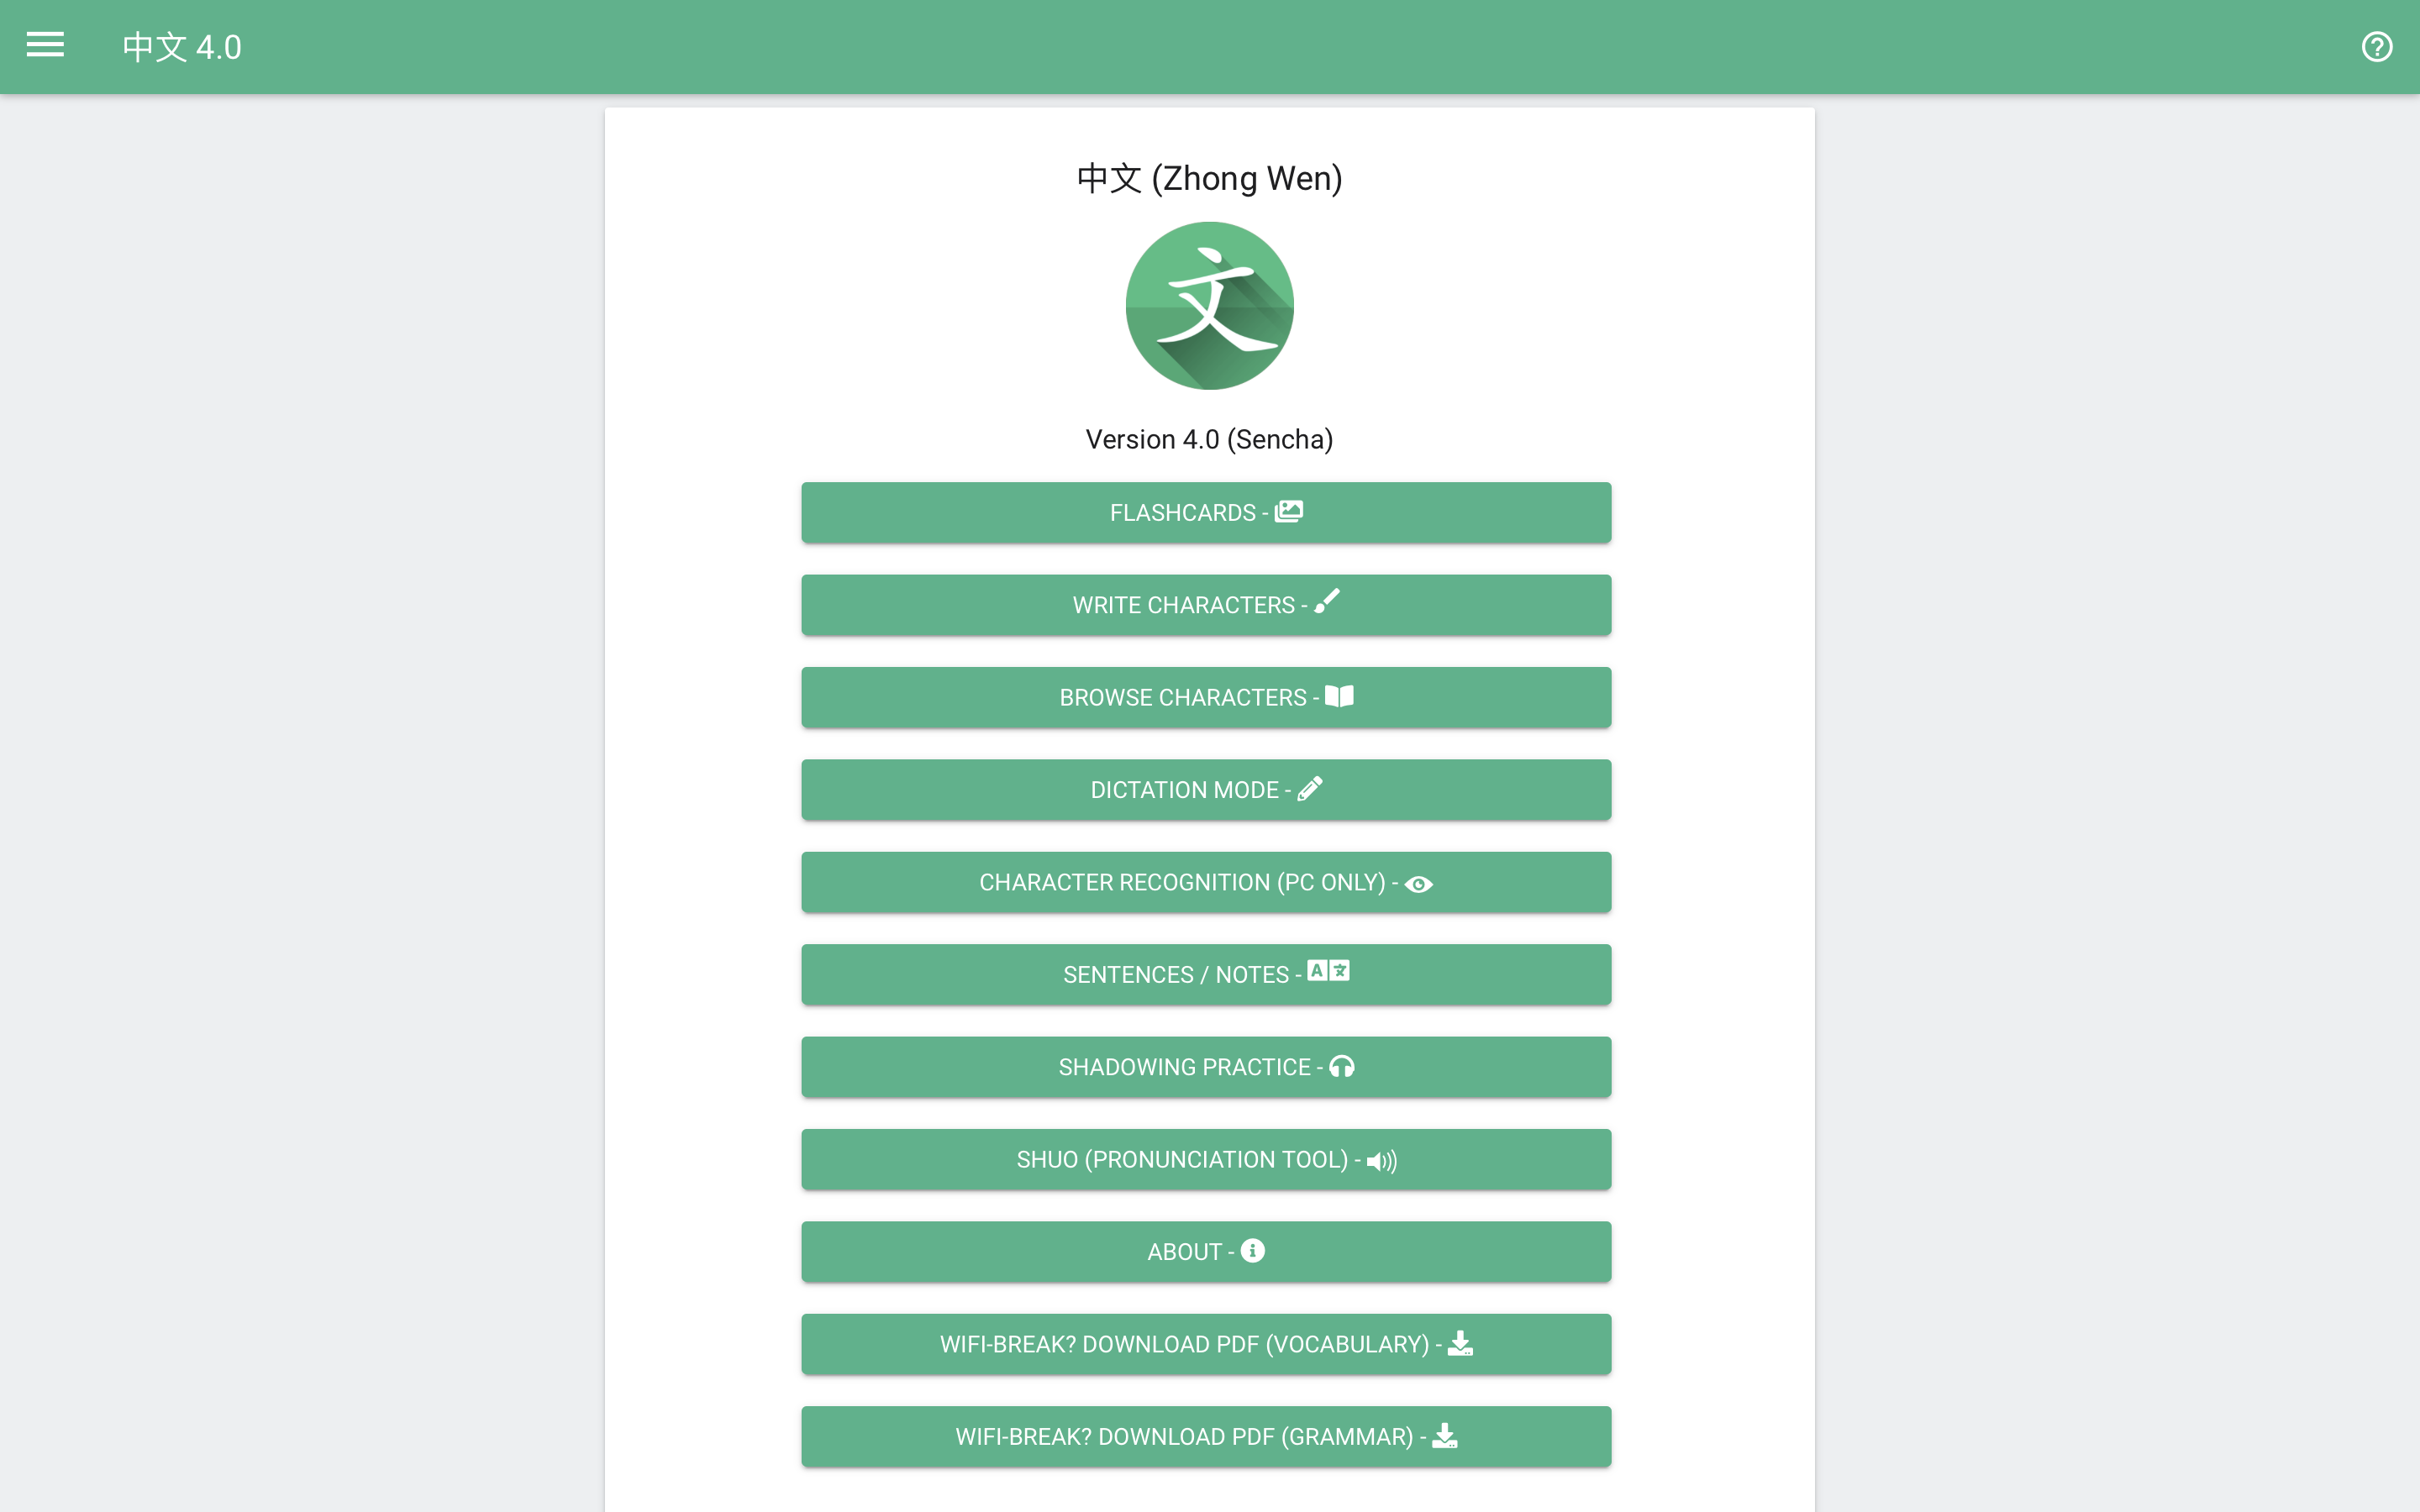 中文 4.0
中文 (Zhong Wen)
文
Version 4.0 (Sencha)
FLASHCARDS -
WRITE CHARACTERS -
BROWSE CHARACTERS -
DICTATION MODE -
CHARACTER RECOGNITION (PC ONLY) -
SENTENCES / NOTES -
SHADOWING PRACTICE -
SHUO (PRONUNCIATION TOOL) -
ABOUT -
WIFI-BREAK? DOWNLOAD PDF (VOCABULARY) -
WIFI-BREAK? DOWNLOAD PDF (GRAMMAR) -